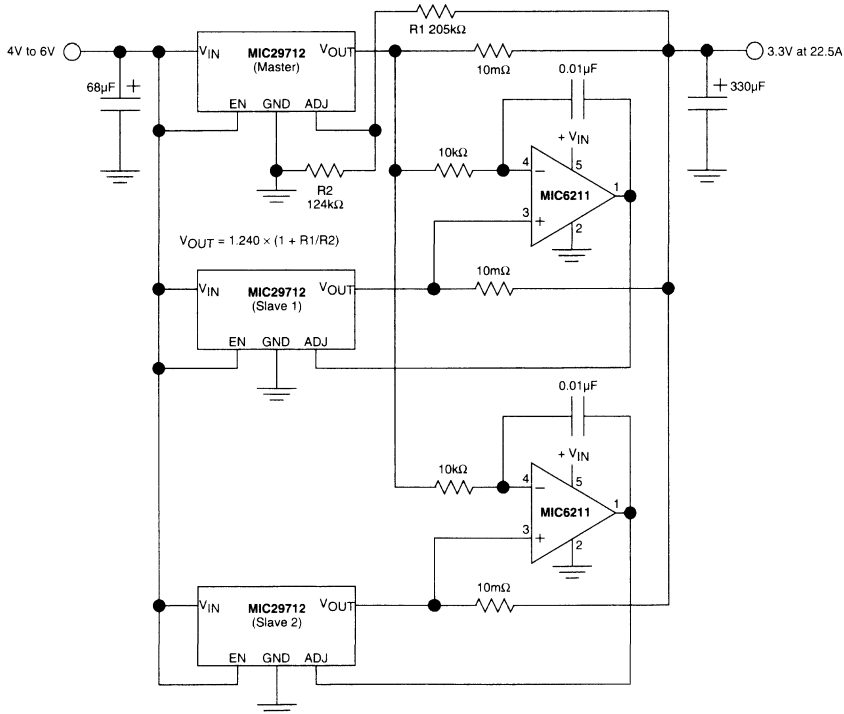 R1 205kΩ
4V to 6V
VIN
MIC29712
(Master)
VOUT
EN GND ADJ
10mΩ
3.3V at 22.5A
68µF
+
+
330µF
0.01µF
+ VIN
10kΩ
4
−
5
MIC6211
1
3
+
2
R2
124kΩ
VOUT = 1.240 × (1 + R1/R2)
VIN
MIC29712
(Slave 1)
VOUT
EN GND ADJ
10mΩ
0.01µF
+ VIN
10kΩ
4
−
5
MIC6211
1
3
+
2
VIN
MIC29712
(Slave 2)
VOUT
EN GND ADJ
10mΩ